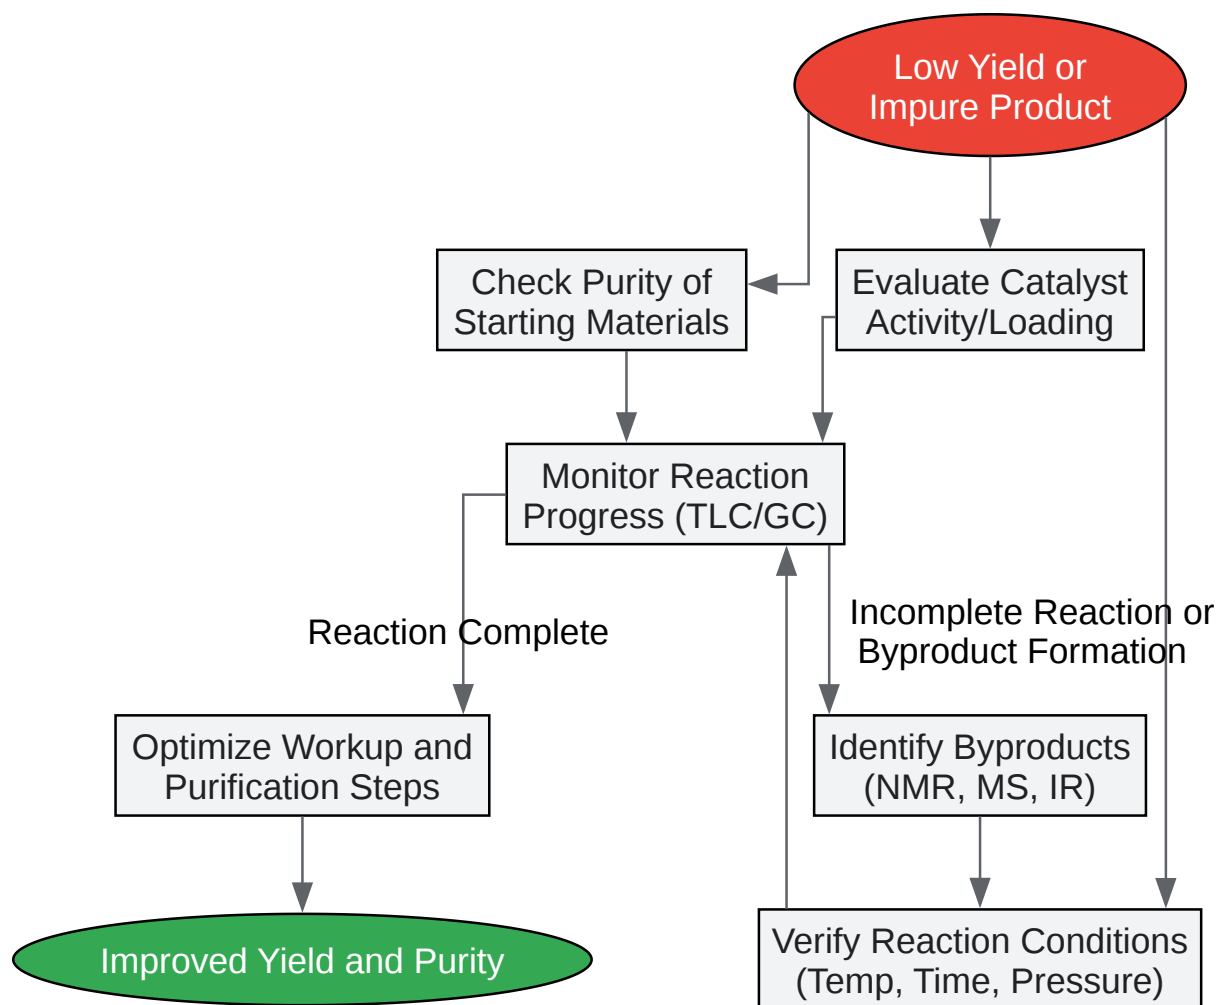 Low Yield or
Impure Product
Check Purity of
Starting Materials
Evaluate Catalyst
Activity/Loading
Monitor Reaction
Progress (TLC/GC)
Reaction Complete
Incomplete Reaction or
Byproduct Formation
Optimize Workup and
Purification Steps
Identify Byproducts
(NMR, MS, IR)
Improved Yield and Purity
Verify Reaction Conditions
(Temp, Time, Pressure)